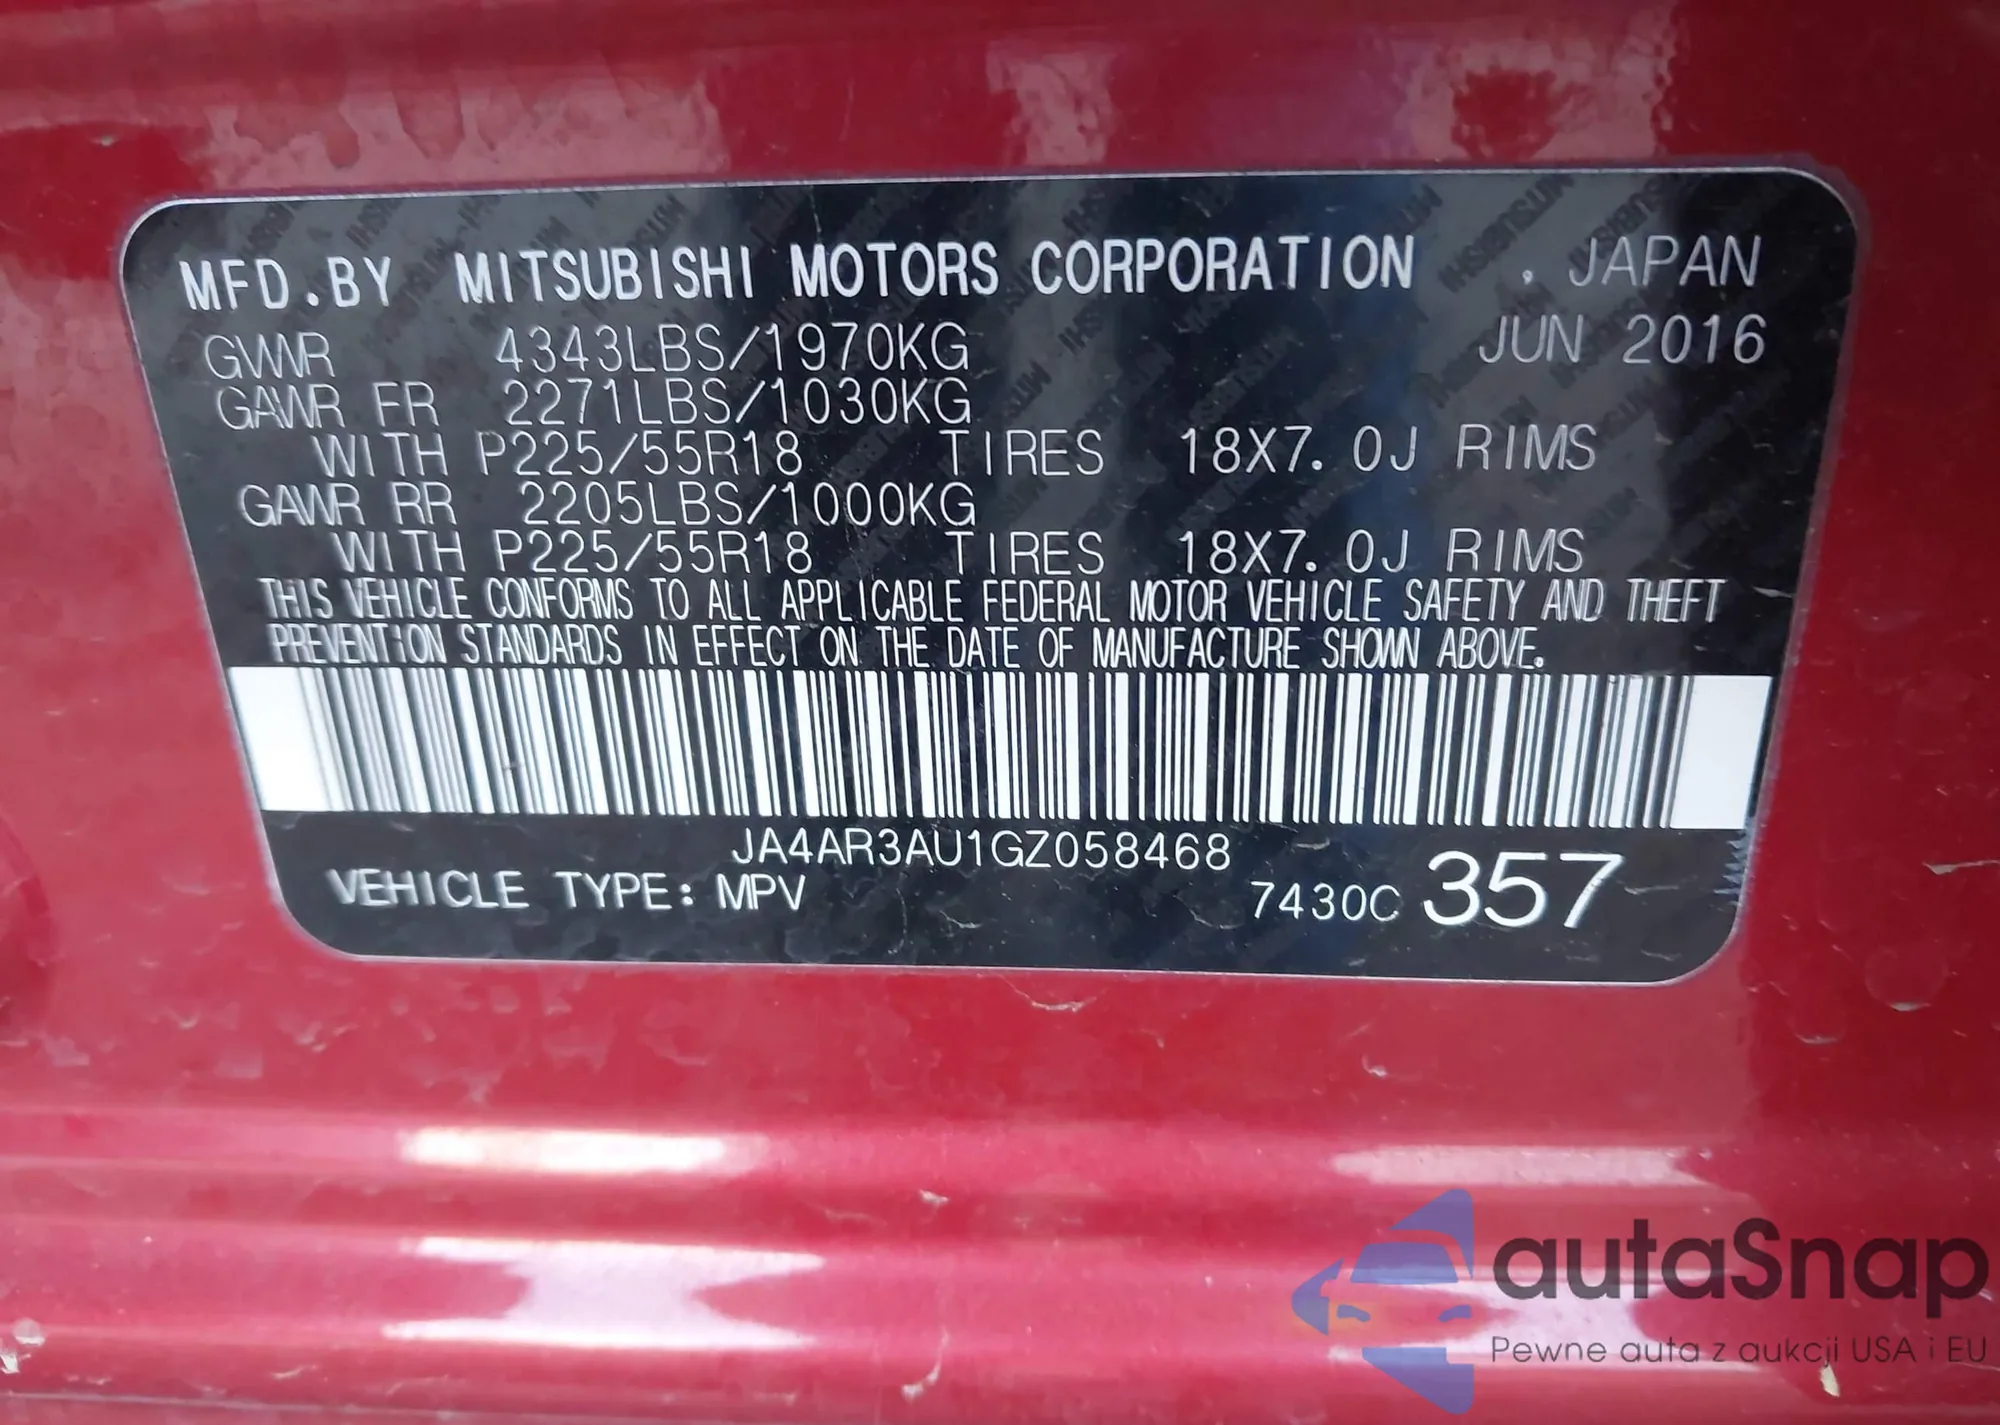 MFD.BY MITSUBISHI MOTORS CORPORATION . JAPAN
GVWR 4343LBS/1970KG JUN 2016
GAWR FR 2271LBS/1030KG
WITH P225/55R18 TIRES 18X7.0J RIMS
GAWR RR 2205LBS/1000KG
WITH P225/55R18 TIRES 18X7.0J RIMS
THIS VEHICLE CONFORMS TO ALL APPLICABLE FEDERAL MOTOR VEHICLE SAFETY AND THEFT
PREVENTION STANDARDS IN EFFECT ON THE DATE OF MANUFACTURE SHOWN ABOVE.
JA4AR3AU1GZ058468
VEHICLE TYPE: MPV 7430C 357
autaSnap
Pewne auta z aukcji USA i EU